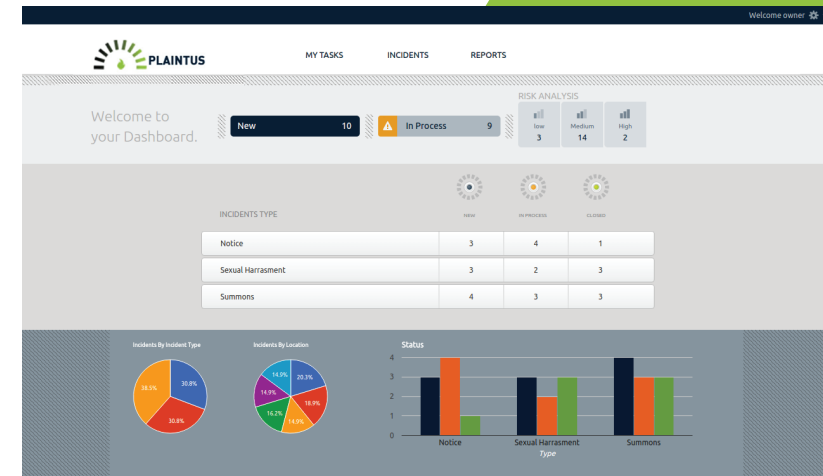 Welcome owner
PLAINTUS
MY TASKS INCIDENTS REPORTS
RISK ANALYSIS
Welcome to
your Dashboard.
New 10
In Process 9
low Medium High
3 14 2
INCIDENTS TYPE NEW IN PROCESS CLOSED
Notice 3 4 1
Sexual Harrasment 3 2 3
Summons 4 3 3
Incidents By Incident Type
38.5%
30.8%
30.8%
Incidents By Location
14.9%
20.3%
14.9%
18.9%
16.2%
14.9%
Status
4
3
2
1
0
Notice Sexual Harrasment Summons
Type